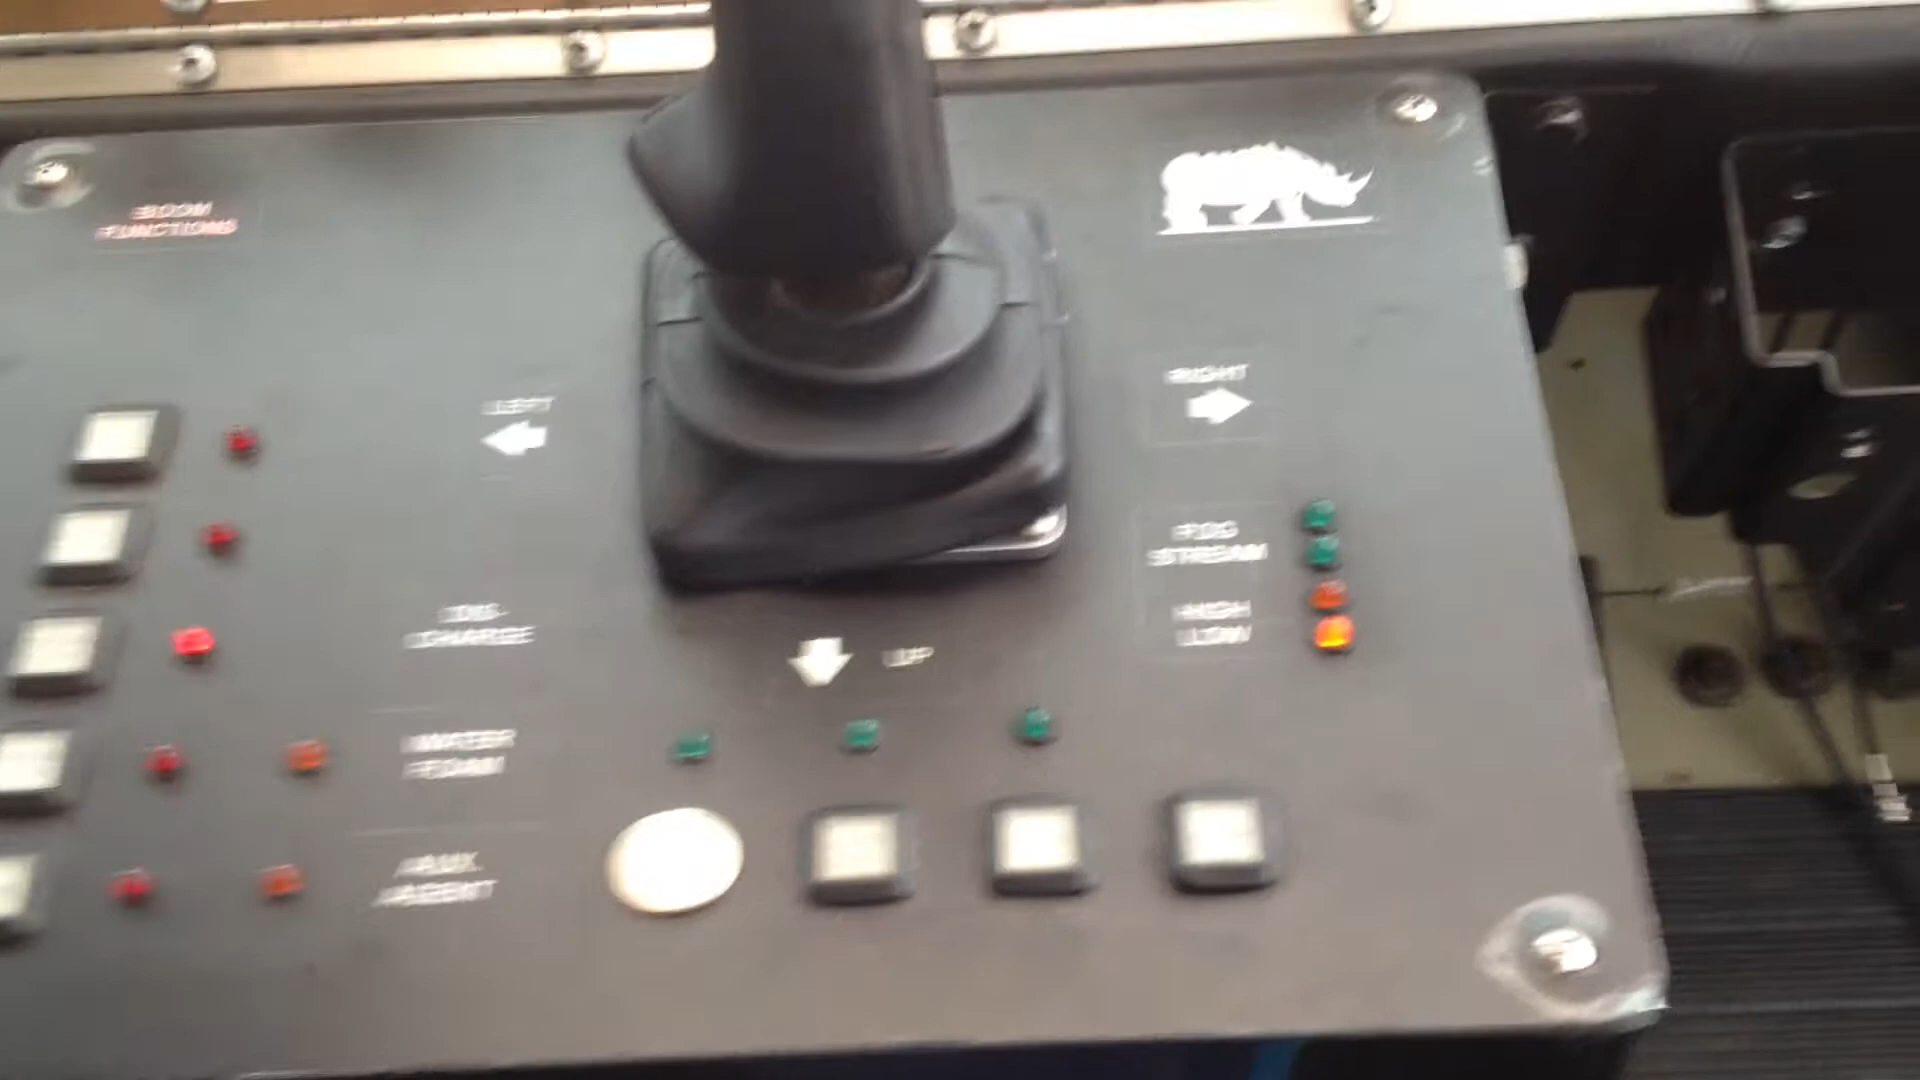 BOOM
FUNCTIONS
LEFT
RIGHT
FOG
STREAM
HIGH
LOW
DIS-
CHARGE
UP
WATER
FOAM
AUX.
AGENT